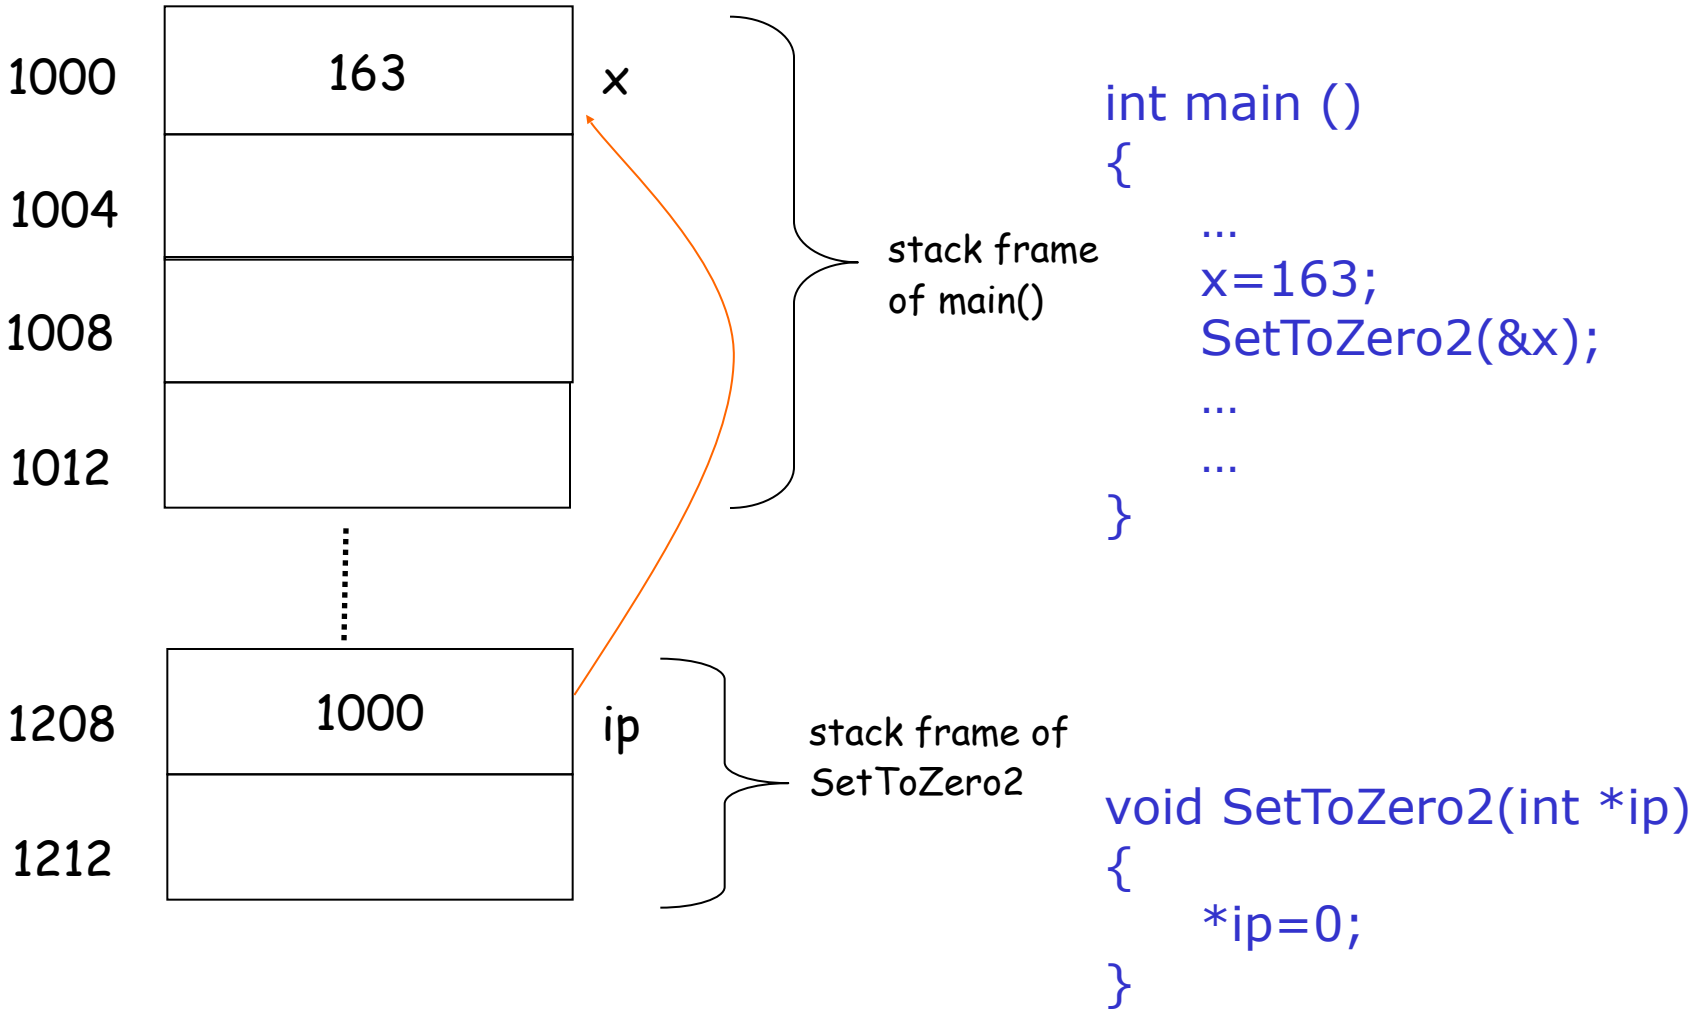 1000
163
x
1004
1008
1012
stack frame
of main()
int main ()
{
…
x=163;
SetToZero2(&x);
…
…
}
1208
1000
ip
1212
stack frame of
SetToZero2
void SetToZero2(int *ip)
{
*ip=0;
}